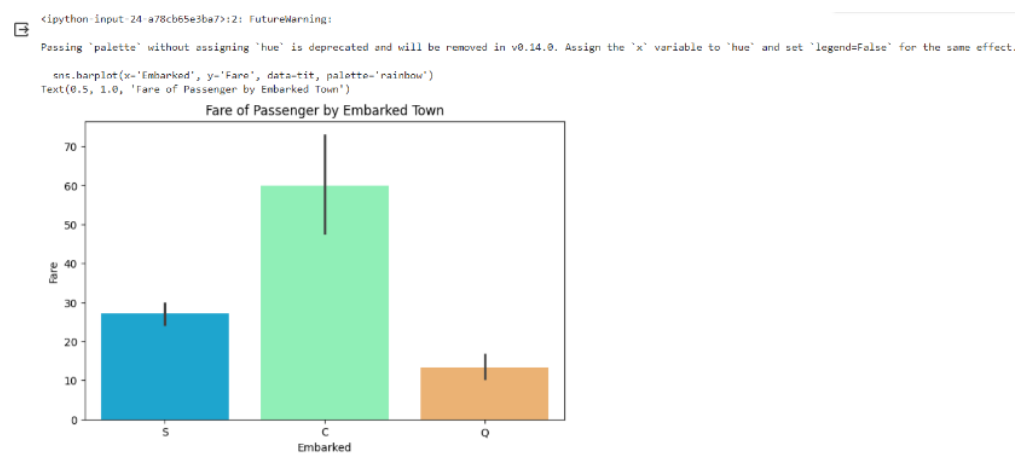 <ipython-input-24-a78cb65e3ba7>:2: FutureWarning:
Passing `palette` without assigning `hue` is deprecated and will be removed in v0.14.0. Assign the `x` variable to `hue` and set `legend=False` for the same effect.
sns.barplot(x='Embarked', y='Fare', data=tit, palette='rainbow')
Text(0.5, 1.0, 'Fare of Passenger by Embarked Town')
Fare of Passenger by Embarked Town
70
60
50
40
30
20
10
0
Fare
S C Q
Embarked